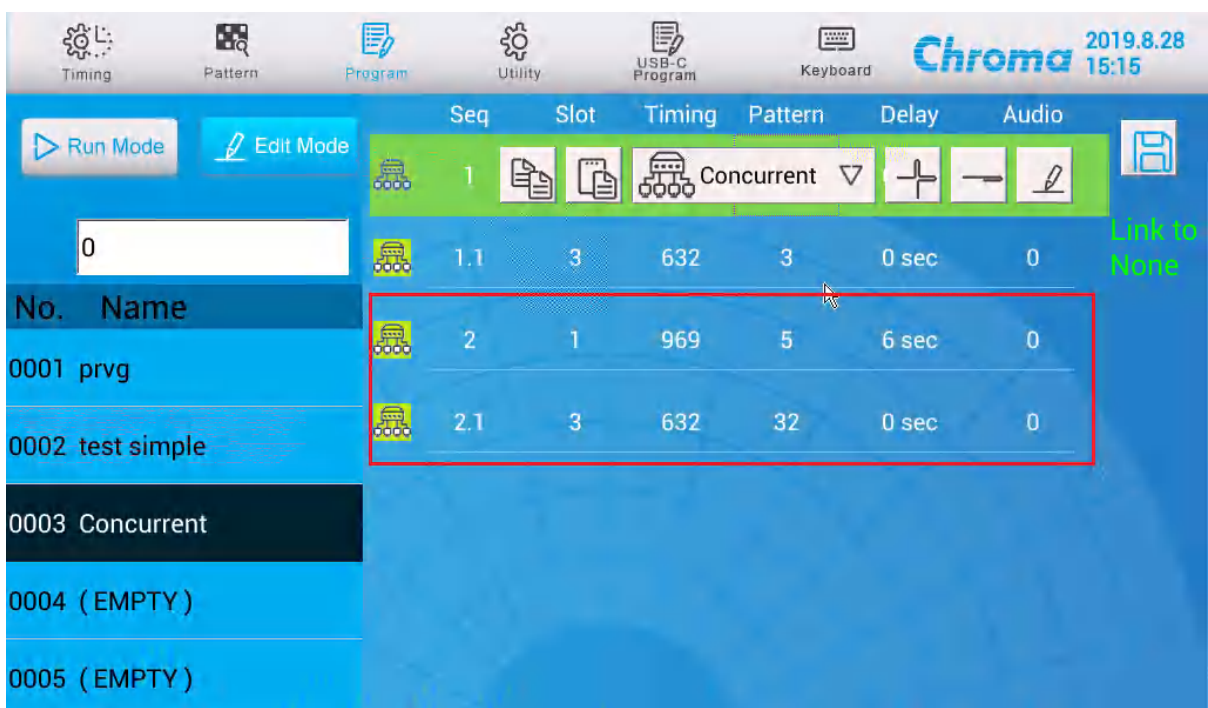 Timing Pattern Program Utility USB-C Program Keyboard Chroma 2019.8.28 15:15
Run Mode Edit Mode
Seq Slot Timing Pattern Delay Audio
1 Concurrent
0
1.1 3 632 3 0 sec 0
Link to None
No. Name
2 1 969 5 6 sec 0
0001 prvg
2.1 3 632 32 0 sec 0
0002 test simple
0003 Concurrent
0004 ( EMPTY )
0005 ( EMPTY )